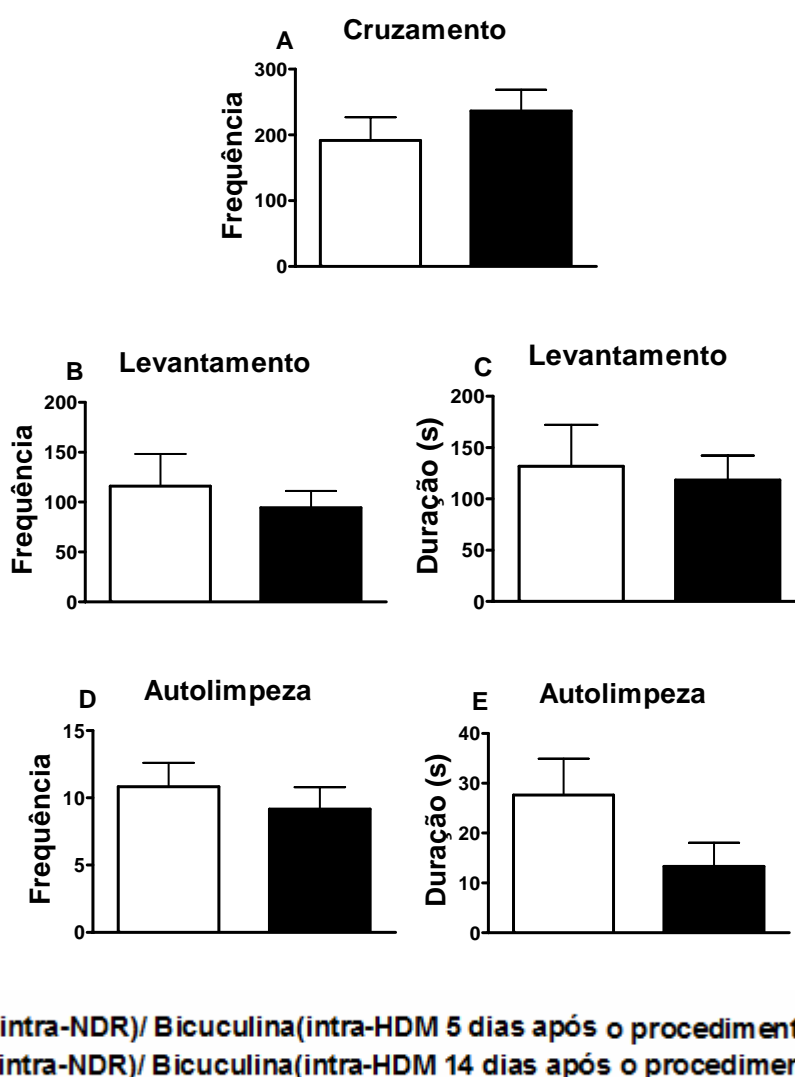 A Cruzamento
Frequência
300
200
100
0
B Levantamento
Frequência
200
150
100
50
0
C Levantamento
Duração (s)
200
150
100
50
0
D Autolimpeza
Frequência
15
10
5
0
E Autolimpeza
Duração (s)
40
30
20
10
0
intra-NDR)/ Bicuculina(intra-HDM 5 dias após o procediment
intra-NDR)/ Bicuculina(intra-HDM 14 dias após o procedimen